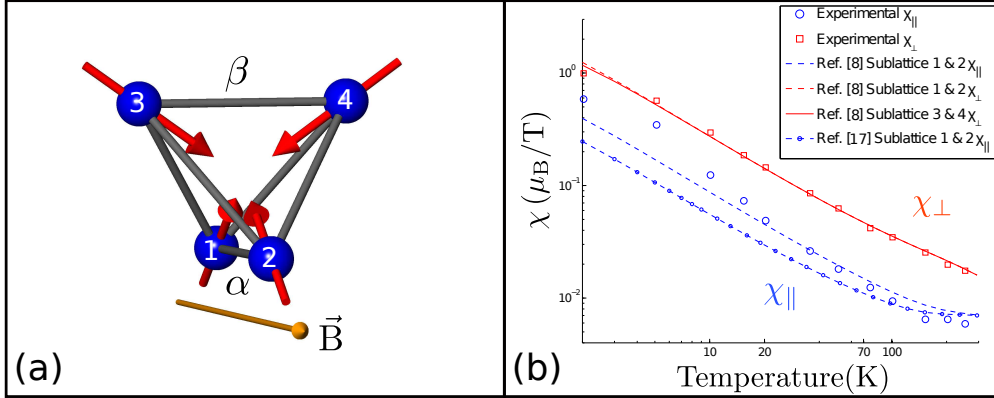 β
3
4
1
2
α
B
(a)
Experimental χ||
Experimental χ⊥
Ref. [8] Sublattice 1 & 2 χ||
Ref. [8] Sublattice 1 & 2 χ⊥
Ref. [8] Sublattice 3 & 4 χ⊥
Ref. [17] Sublattice 1 & 2 χ||
10⁰
10⁻¹
10⁻²
χ (μB/T)
χ⊥
χ||
10
20
70
100
Temperature(K)
(b)